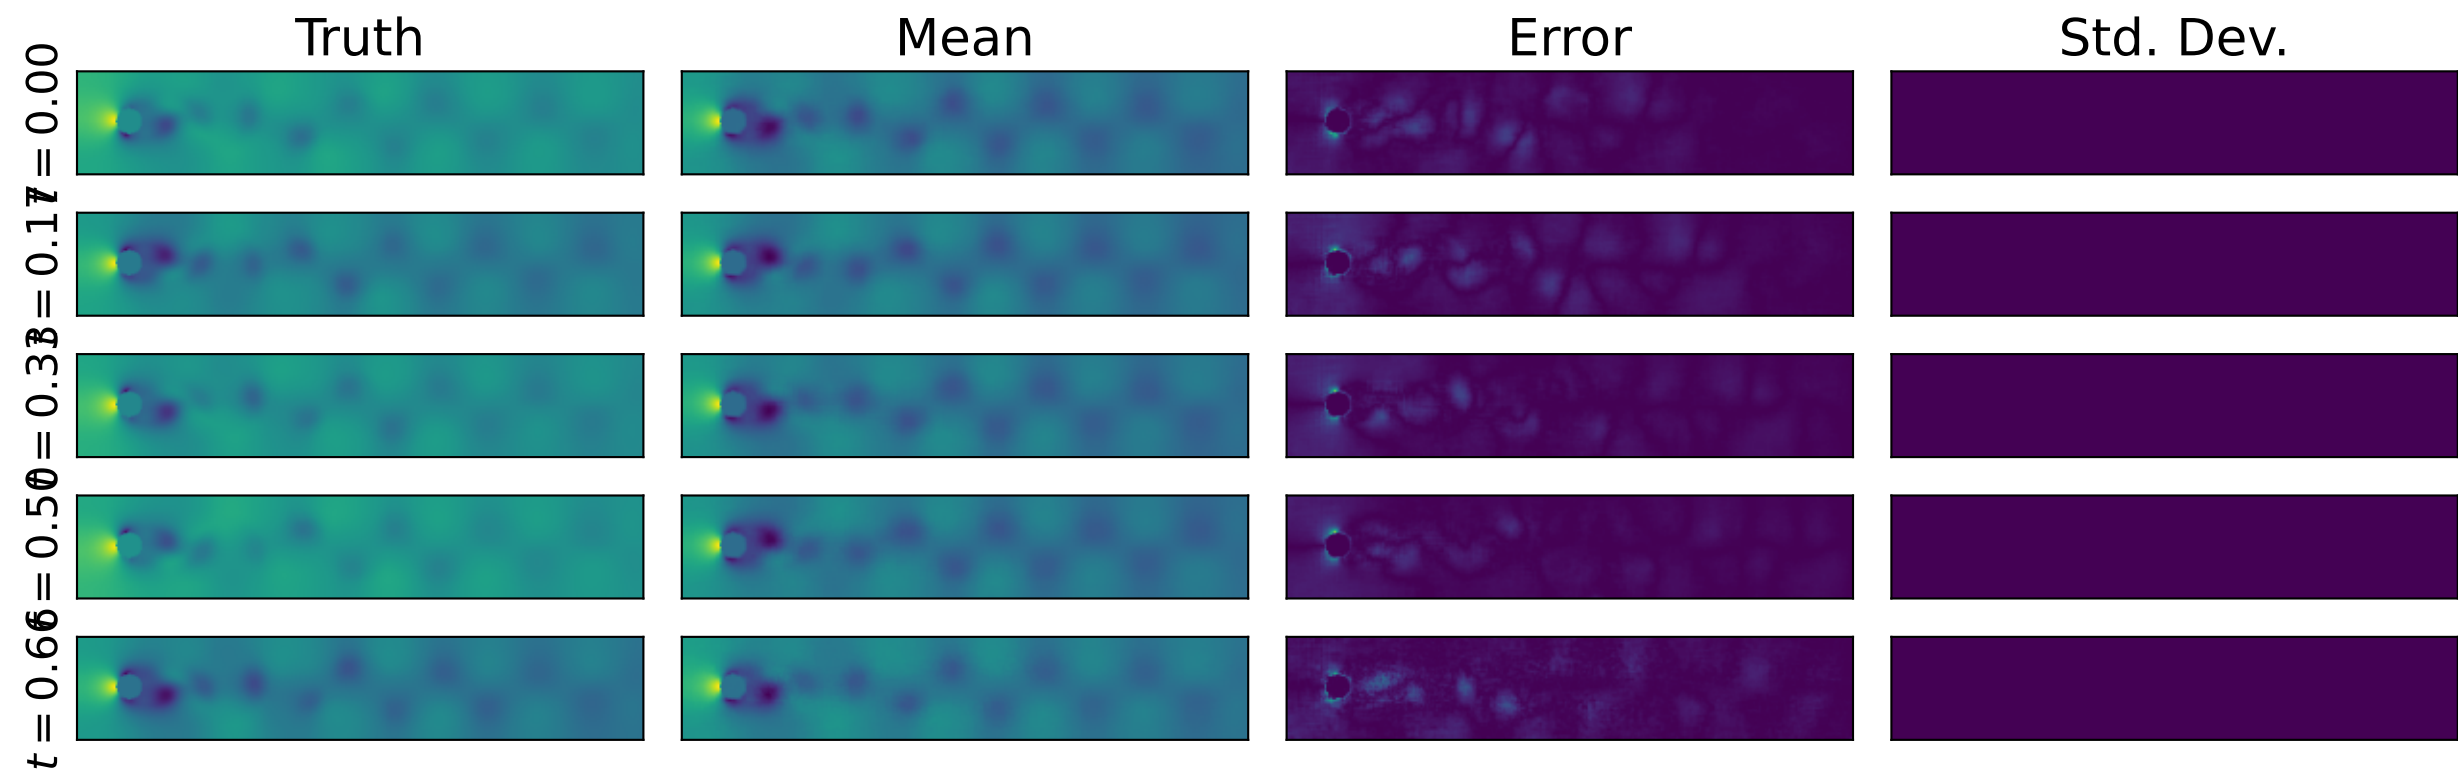 Truth Mean Error Std. Dev.
t = 0.00
t = 0.17
t = 0.33
t = 0.50
t = 0.66